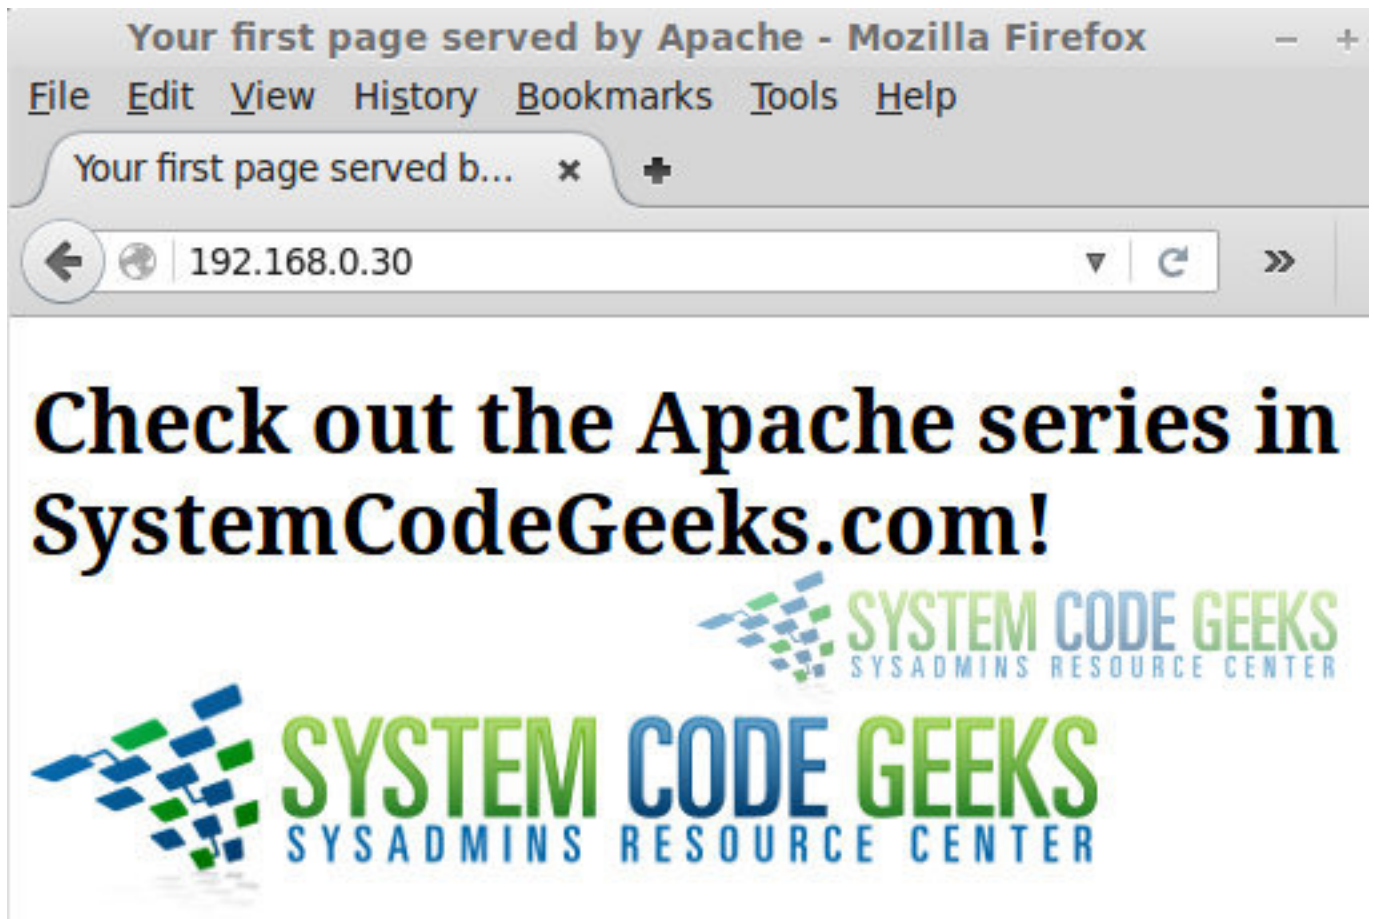 Your first page served by Apache - Mozilla Firefox
File Edit View History Bookmarks Tools Help
Your first page served b...
192.168.0.30
Check out the Apache series in
SystemCodeGeeks.com!
SYSTEM CODE GEEKS
SYSADMINS RESOURCE CENTER
SYSTEM CODE GEEKS
SYSADMINS RESOURCE CENTER